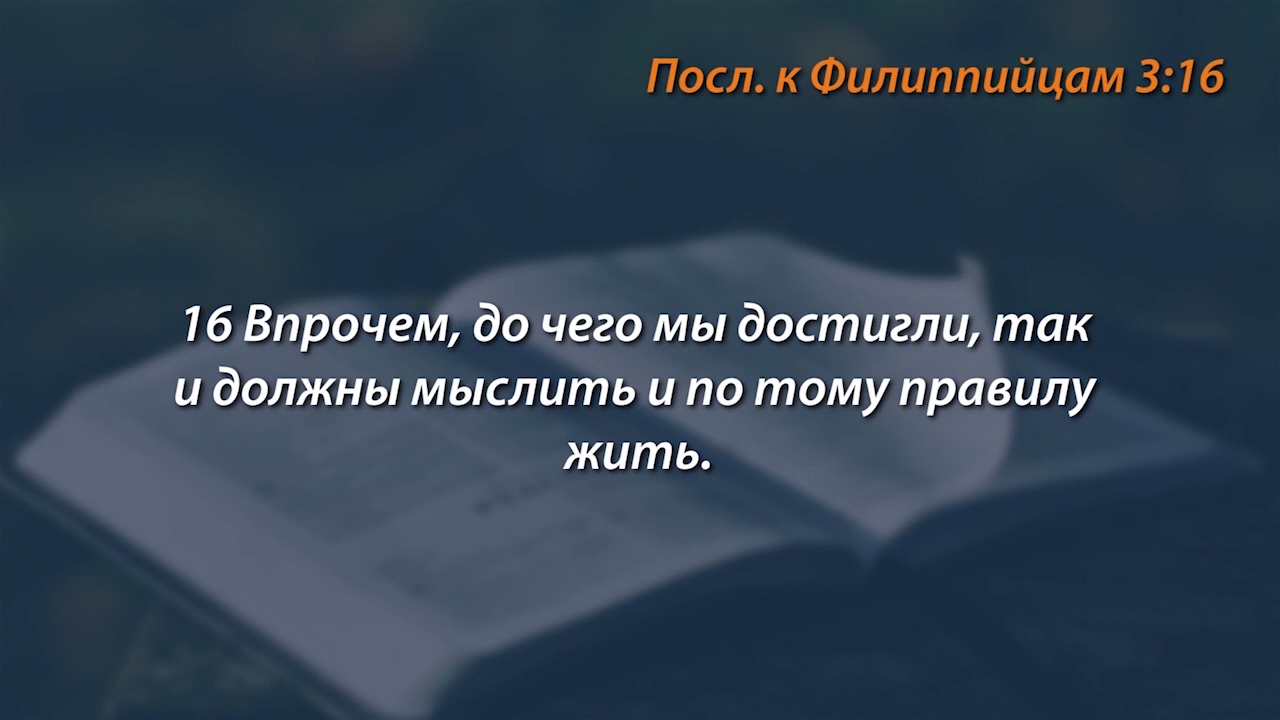 Посл. к Филиппийцам 3:16
16 Впрочем, до чего мы достигли, так
и должны мыслить и по тому правилу
жить.